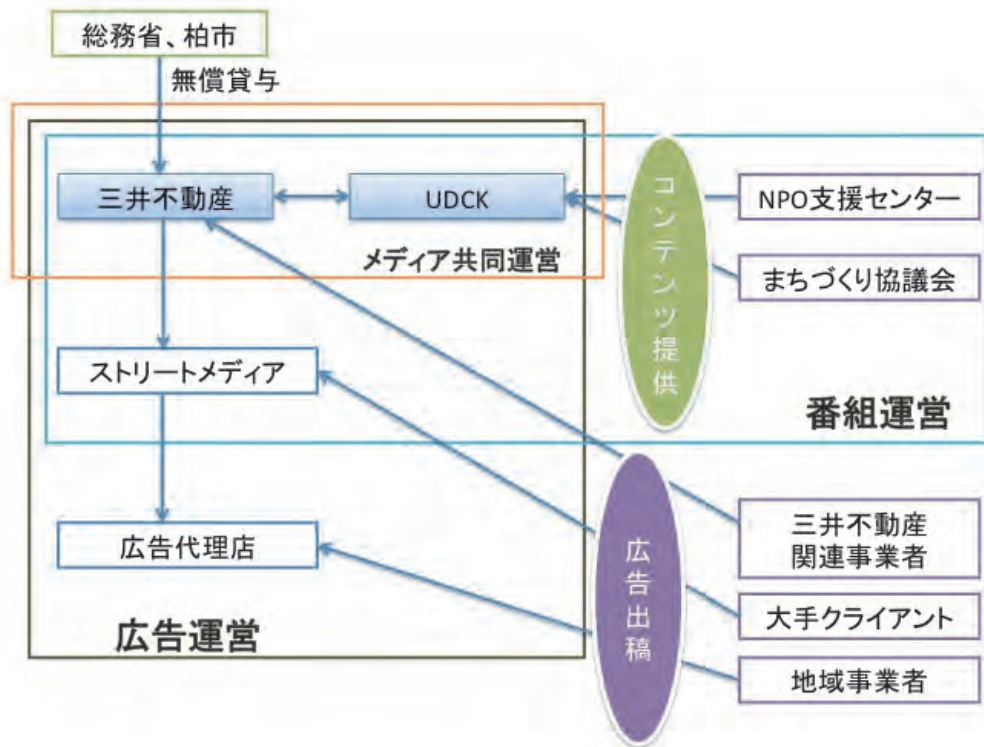 総務省、柏市
無償貸与
三井不動産
UDCK
メディア共同運営
コンテンツ提供
NPO支援センター
まちづくり協議会
ストリートメディア
番組運営
広告代理店
広告運営
広告出稿
三井不動産
関連事業者
大手クライアント
地域事業者